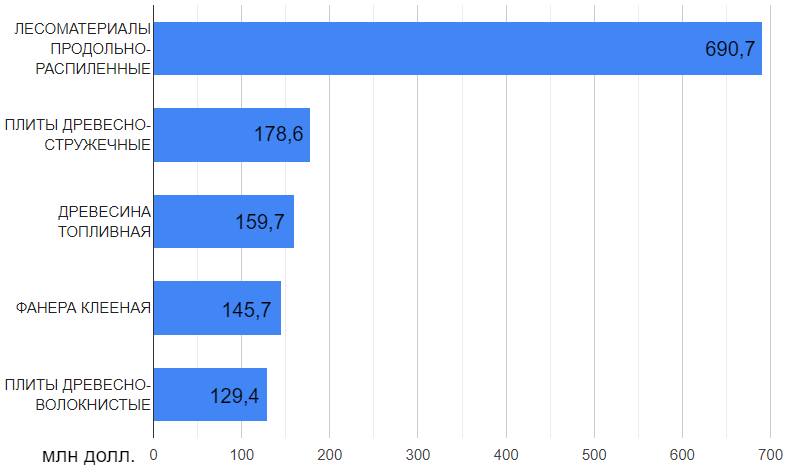 ЛЕСОМАТЕРИАЛЫ
ПРОДОЛЬНО-
РАСПИЛЕННЫЕ
690,7
ПЛИТЫ ДРЕВЕСНО-
СТРУЖЕЧНЫЕ
178,6
ДРЕВЕСИНА
ТОПЛИВНАЯ
159,7
ФАНЕРА КЛЕЕНАЯ
145,7
ПЛИТЫ ДРЕВЕСНО-
ВОЛОКНИСТЫЕ
129,4
МЛН ДОЛЛ. 0 100 200 300 400 500 600 700